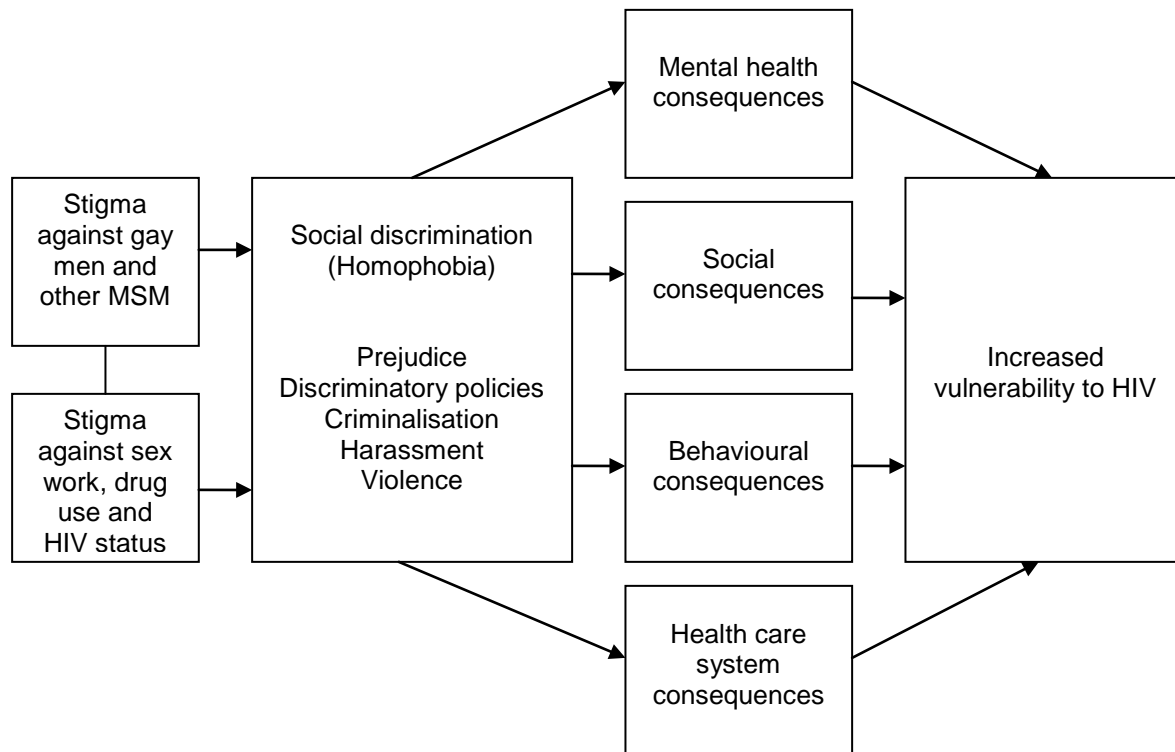 Stigma
against gay
men and
other MSM
Stigma
against sex
work, drug
use and
HIV status
Social discrimination
(Homophobia)
Prejudice
Discriminatory policies
Criminalisation
Harassment
Violence
Mental health
consequences
Social
consequences
Behavioural
consequences
Health care
system
consequences
Increased
vulnerability to HIV